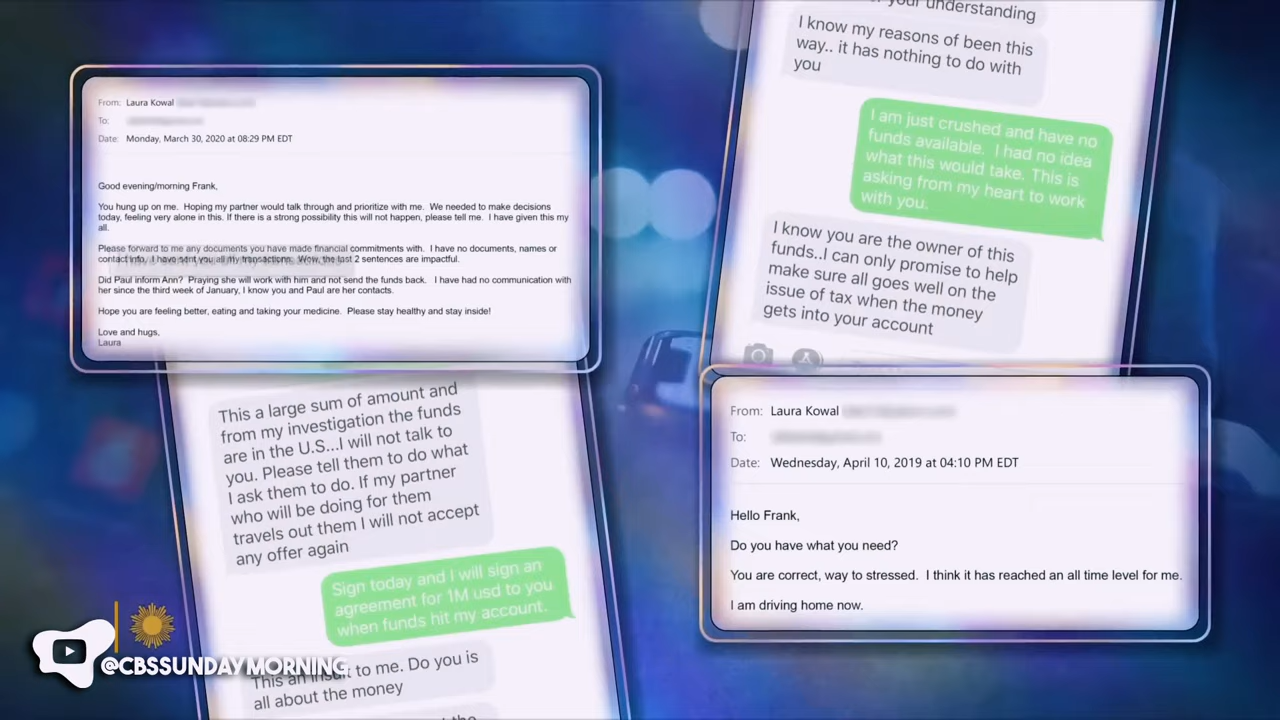 From: Laura Kowal
To:
Date: Monday, March 30, 2020 at 08:29 PM EDT
Good evening/morning Frank,
You hung up on me. Hoping my partner would talk through and prioritize with me. We needed to make decisions
today, feeling very alone in this. If there is a strong possibility this will not happen, please tell me. I have given this my
all.
Please forward to me any documents you have made financial commitments with. I have no documents, names or
contact info. I have sent you all my transactions. Wow, the last 2 sentences are impactful.
Did Paul inform Ann? Praying she will work with him and not send the funds back. I have had no communication with
her since the third week of January, I know you and Paul are her contacts.
Hope you are feeling better, eating and taking your medicine. Please stay healthy and stay inside!
Love and hugs,
Laura
your understanding
I know my reasons of been this
way.. it has nothing to do with
you
I am just crushed and have no
funds available. I had no idea
what this would take. This is
asking from my heart to work
with you.
I know you are the owner of this
funds..I can only promise to help
make sure all goes well on the
issue of tax when the money
gets into your account
This a large sum of amount and
from my investigation the funds
are in the U.S...I will not talk to
you. Please tell them to do what
I ask them to do. If my partner
who will be doing for them
travels out them I will not accept
any offer again
Sign today and I will sign an
agreement for 1M usd to you
when funds hit my account.
This an insult to me. Do you is
all about the money
the
From: Laura Kowal
To:
Date: Wednesday, April 10, 2019 at 04:10 PM EDT
Hello Frank,
Do you have what you need?
You are correct, way to stressed. I think it has reached an all time level for me.
I am driving home now.
@CBSSUNDAYMORNING